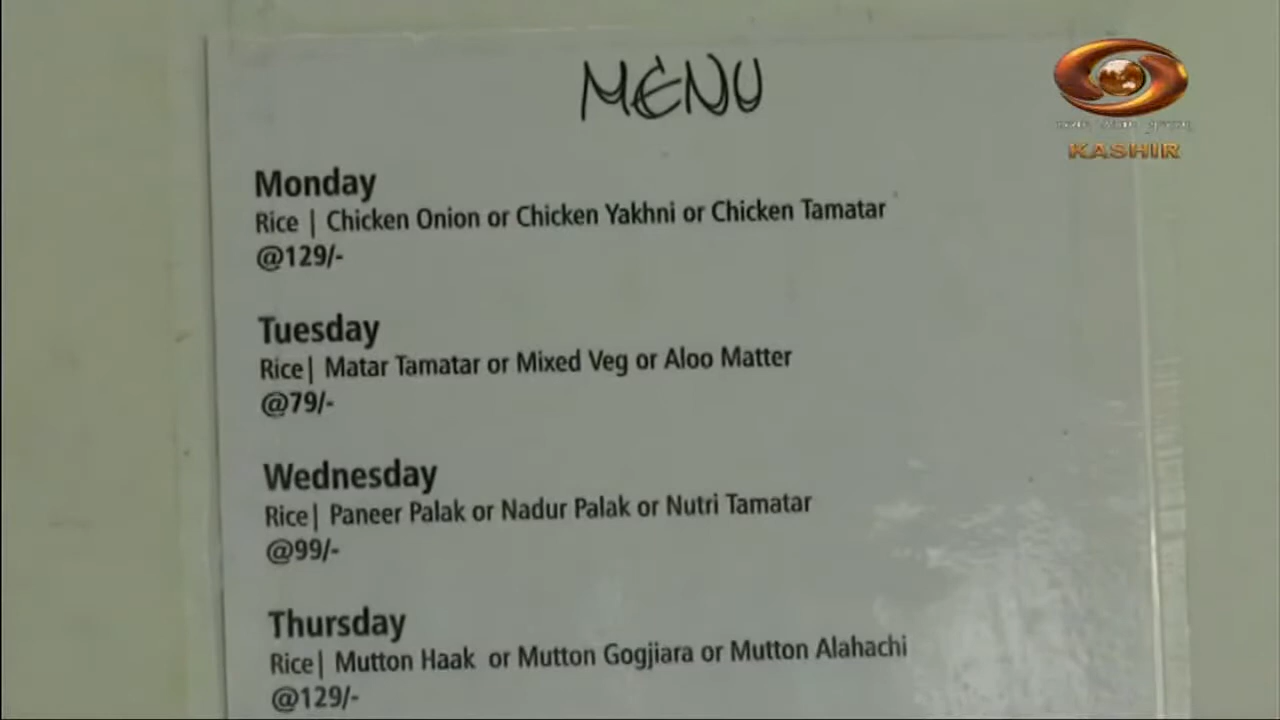 MENU
KASHIR
Monday
Rice | Chicken Onion or Chicken Yakhni or Chicken Tamatar
@129/-
Tuesday
Rice| Matar Tamatar or Mixed Veg or Aloo Matter
@79/-
Wednesday
Rice| Paneer Palak or Nadur Palak or Nutri Tamatar
@99/-
Thursday
Rice| Mutton Haak or Mutton Gogjiara or Mutton Alahachi
@129/-